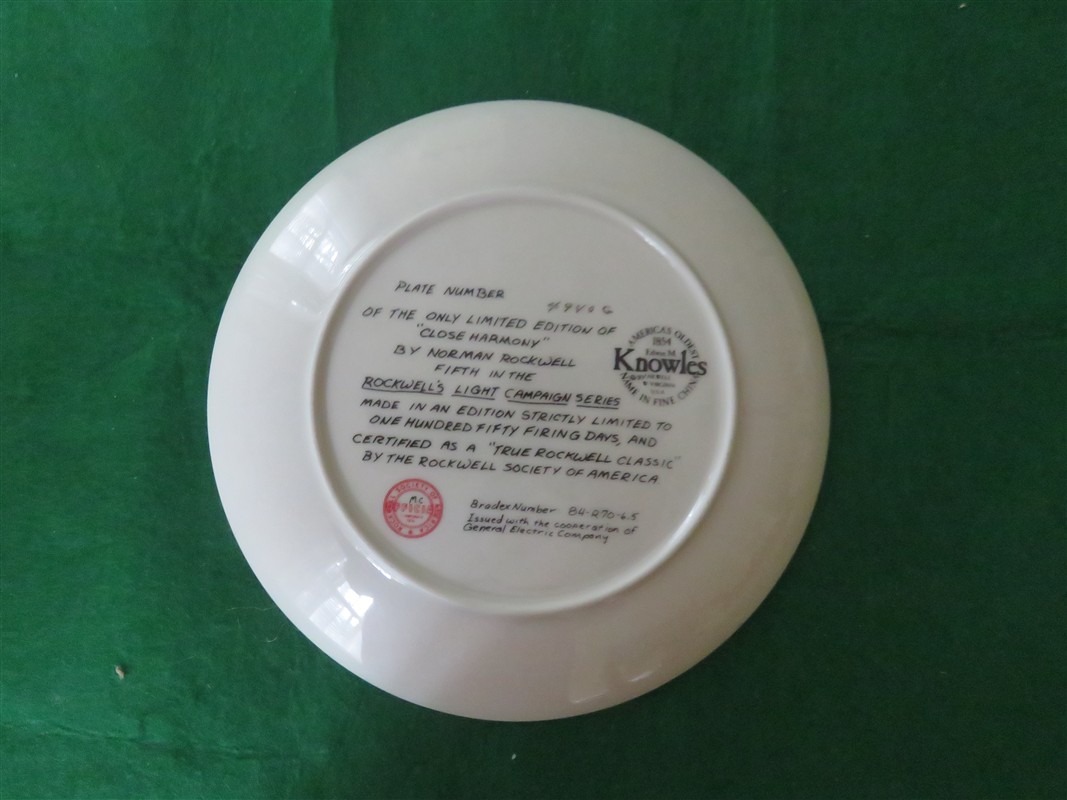 PLATE NUMBER
OF THE ONLY LIMITED EDITION OF
"CLOSE HARMONY"
BY NORMAN ROCKWELL
FIFTH IN THE
ROCKWELL'S LIGHT CAMPAIGN SERIES
MADE IN AN EDITION STRICTLY LIMITED TO
ONE HUNDRED FIFTY FIRING DAYS, AND
CERTIFIED AS A "TRUE ROCKWELL CLASSIC"
BY THE ROCKWELL SOCIETY OF AMERICA
Bradex Number 84-R70-6.5
Issued with the cooperation of
General Electric Company
AMERICA'S OLDEST
1854
Edwin M.
Knowles
NAME IN FINE CHINA
SOCIETY OF
M.C.